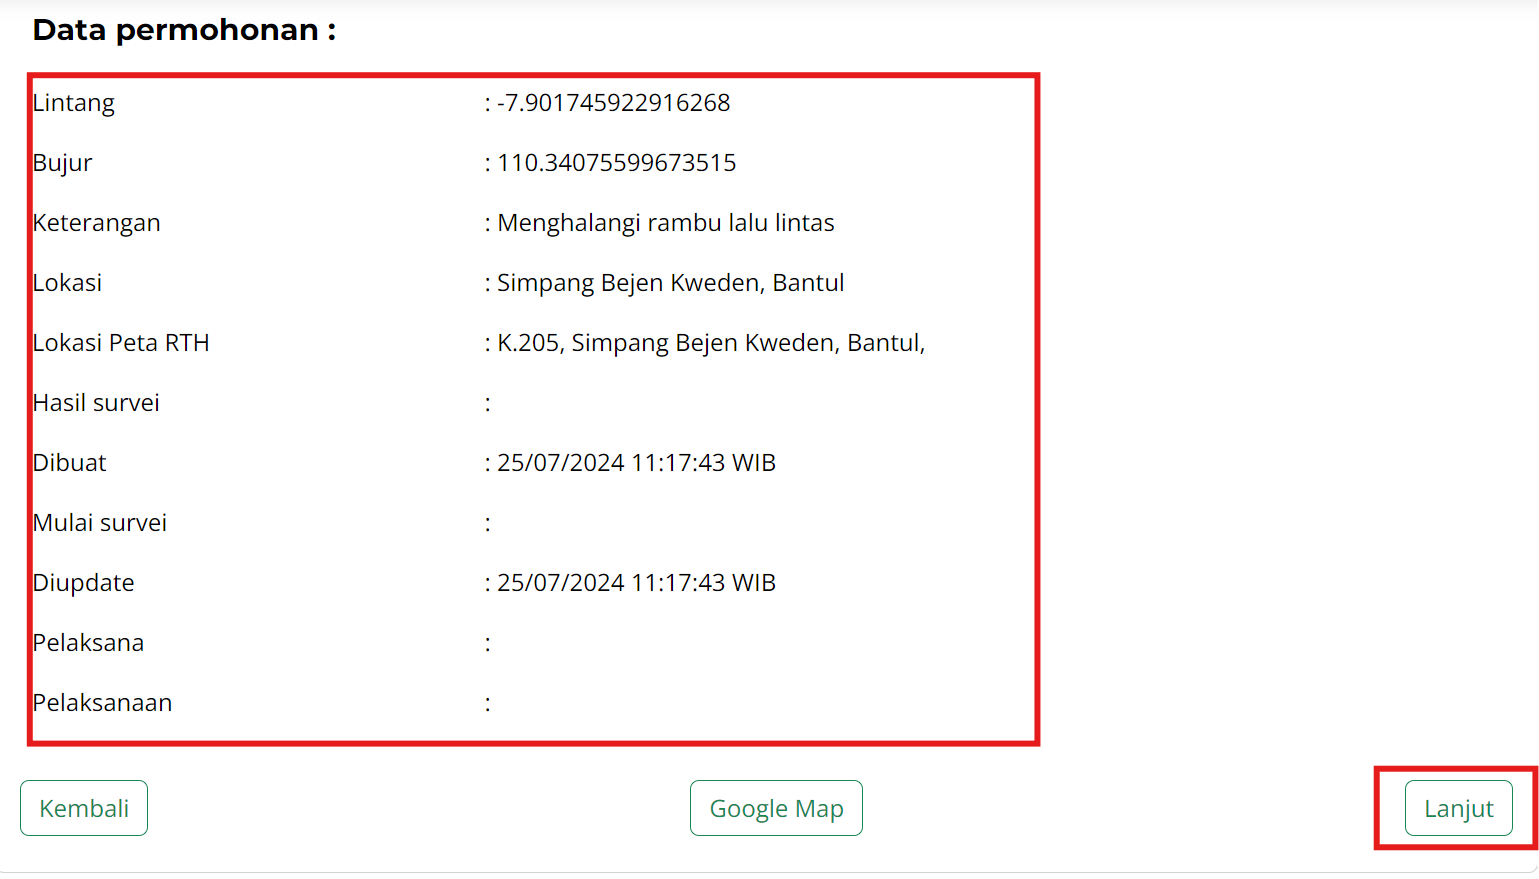 Data permohonan :
Lintang : -7.901745922916268
Bujur : 110.34075599673515
Keterangan : Menghalangi rambu lalu lintas
Lokasi : Simpang Bejen Kweden, Bantul
Lokasi Peta RTH : K.205, Simpang Bejen Kweden, Bantul,
Hasil survei :
Dibuat : 25/07/2024 11:17:43 WIB
Mulai survei :
Diupdate : 25/07/2024 11:17:43 WIB
Pelaksana :
Pelaksanaan :
Kembali Google Map Lanjut